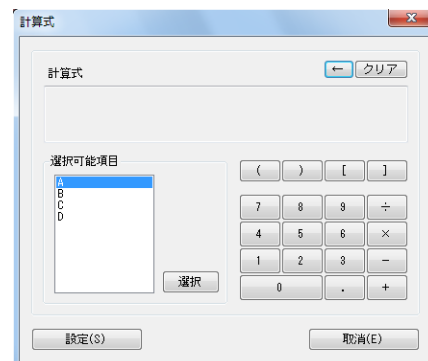 計算式
x
計算式
← クリア
選択可能項目
A
B
C
D
選択
( ) [ ]
7 8 9 ÷
4 5 6 ×
1 2 3 －
0 . +
設定(S)
取消(E)